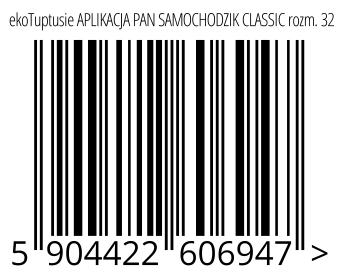 ekoTuptusie APLIKACJA PAN SAMOCHODZIK CLASSIC rozm. 32
5 904422 606947 >